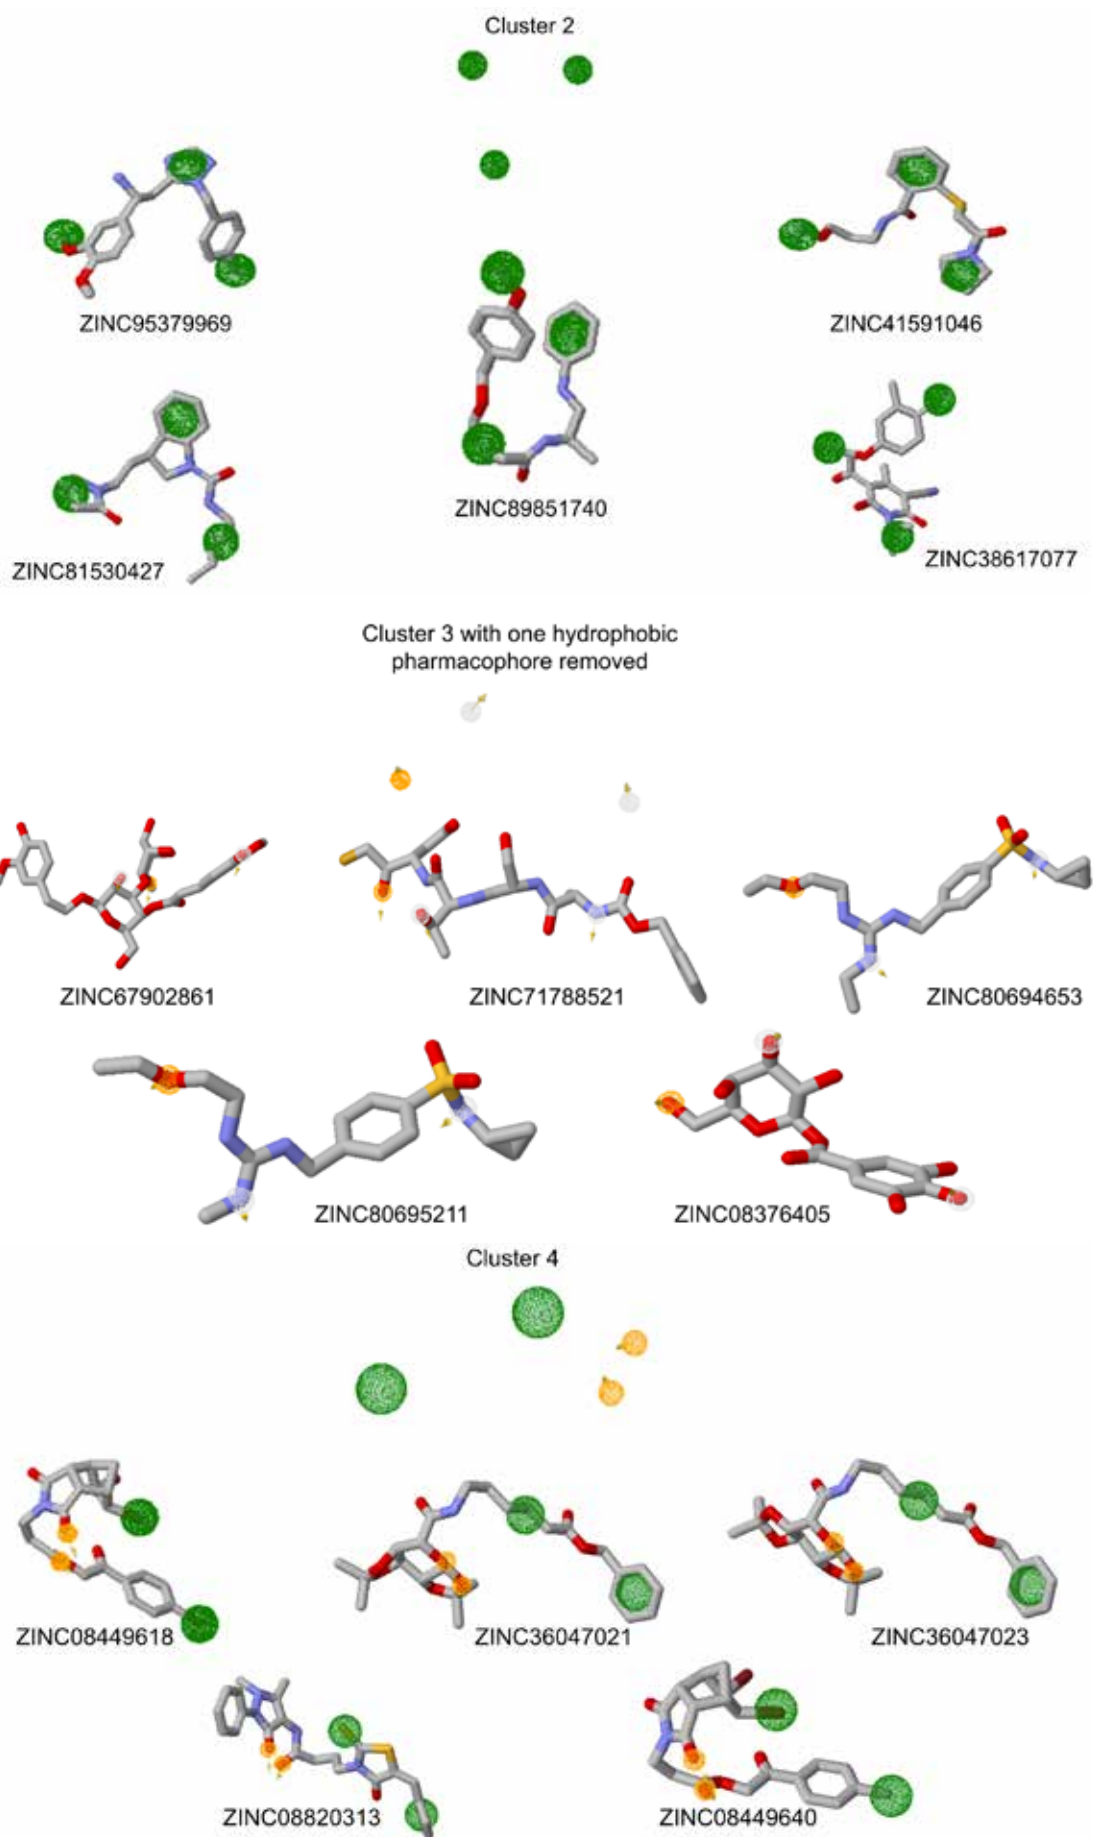 Cluster 2
ZINC95379969
ZINC41591046
ZINC89851740
ZINC81530427
ZINC38617077
Cluster 3 with one hydrophobic
pharmacophore removed
ZINC67902861
ZINC71788521
ZINC80694653
ZINC80695211
ZINC08376405
Cluster 4
ZINC08449618
ZINC36047021
ZINC36047023
ZINC08820313
ZINC08449640